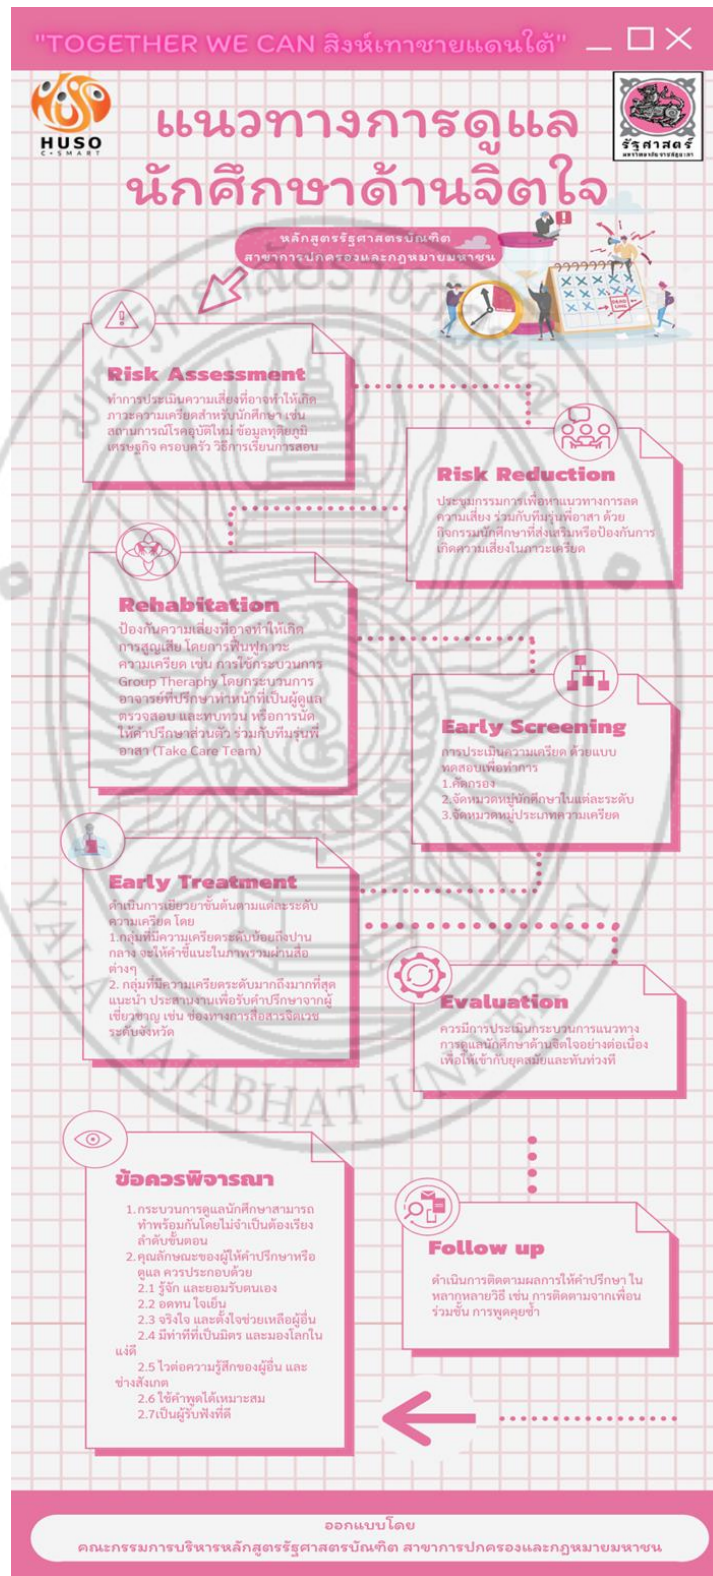 "TOGETHER WE CAN สิงห์เทาชายแดนใต้"
HUSO
C-SMART
แนวทางการดูแล
นักศึกษาด้านจิตใจ
รัฐศาสตร์
มหาวิทยาลัยราชภัฏยะลา
หลักสูตรรัฐศาสตรบัณฑิต
สาขาการปกครองและกฎหมายมหาชน
Risk Assessment
ทำการประเมินความเสี่ยงที่อาจทำให้เกิด
ภาวะความเครียดสำหรับนักศึกษา เช่น
สถานการณ์โรคอุบัติใหม่ ข้อมูลทุติยภูมิ
เศรษฐกิจ ครอบครัว วิธีการเรียนการสอน
Risk Reduction
ประชุมกรรมการเพื่อหาแนวทางการลด
ความเสี่ยง ร่วมกับทีมรุ่นพี่อาสา ด้วย
กิจกรรมนักศึกษาที่ส่งเสริมหรือป้องกันการ
เกิดความเสี่ยงในภาวะเครียด
Rehabitation
ป้องกันความเสี่ยงที่อาจทำให้เกิด
การสูญเสีย โดยการฟื้นฟูภาวะ
ความเครียด เช่น การใช้กระบวนการ
Group Theraphy โดยกระบวนการ
อาจารย์ที่ปรึกษาทำหน้าที่เป็นผู้ดูแล
ตรวจสอบ และทบทวน หรือการนัด
ให้คำปรึกษาส่วนตัว ร่วมกับทีมรุ่นพี่
อาสา (Take Care Team)
Early Screening
การประเมินความเครียด ด้วยแบบ
ทดสอบเพื่อทำการ
1.คัดกรอง
2.จัดหมวดหมู่นักศึกษาในแต่ละระดับ
3.จัดหมวดหมู่ประเภทความเครียด
Early Treatment
ดำเนินการเยียวยาขั้นต้นตามแต่ละระดับ
ความเครียด โดย
1.กลุ่มที่มีความเครียดระดับน้อยถึงปาน
กลาง จะให้คำชี้แนะในภาพรวมผ่านสื่อ
ต่างๆ
2. กลุ่มที่มีความเครียดระดับมากถึงมากที่สุด
แนะนำ ประสานงานเพื่อรับคำปรึกษาจากผู้
เชี่ยวชาญ เช่น ช่องทางการสื่อสารจิตเวช
ระดับจังหวัด
Evaluation
ควรมีการประเมินกระบวนการแนวทาง
การดูแลนักศึกษาด้านจิตใจอย่างต่อเนื่อง
เพื่อให้เข้ากับยุคสมัยและทันท่วงที
YALA RAJABHAT UNIVERSITY
ข้อควรพิจารณา
1.กระบวนการดูแลนักศึกษาสามารถ
ทำพร้อมกันโดยไม่จำเป็นต้องเรียง
ลำดับขั้นตอน
2.คุณลักษณะของผู้ให้คำปรึกษาหรือ
ดูแล ควรประกอบด้วย
2.1 รู้จัก และยอมรับตนเอง
2.2 อดทน ใจเย็น
2.3 จริงใจ และตั้งใจช่วยเหลือผู้อื่น
2.4 มีท่าทีที่เป็นมิตร และมองโลกใน
แง่ดี
2.5 ไวต่อความรู้สึกของผู้อื่น และ
ช่างสังเกต
2.6 ใช้คำพูดได้เหมาะสม
2.7เป็นผู้รับฟังที่ดี
Follow up
ดำเนินการติดตามผลการให้คำปรึกษา ใน
หลากหลายวิธี เช่น การติดตามจากเพื่อน
ร่วมชั้น การพูดคุยซ้ำ
ออกแบบโดย
คณะกรรมการบริหารหลักสูตรรัฐศาสตรบัณฑิต สาขาการปกครองและกฎหมายมหาชน